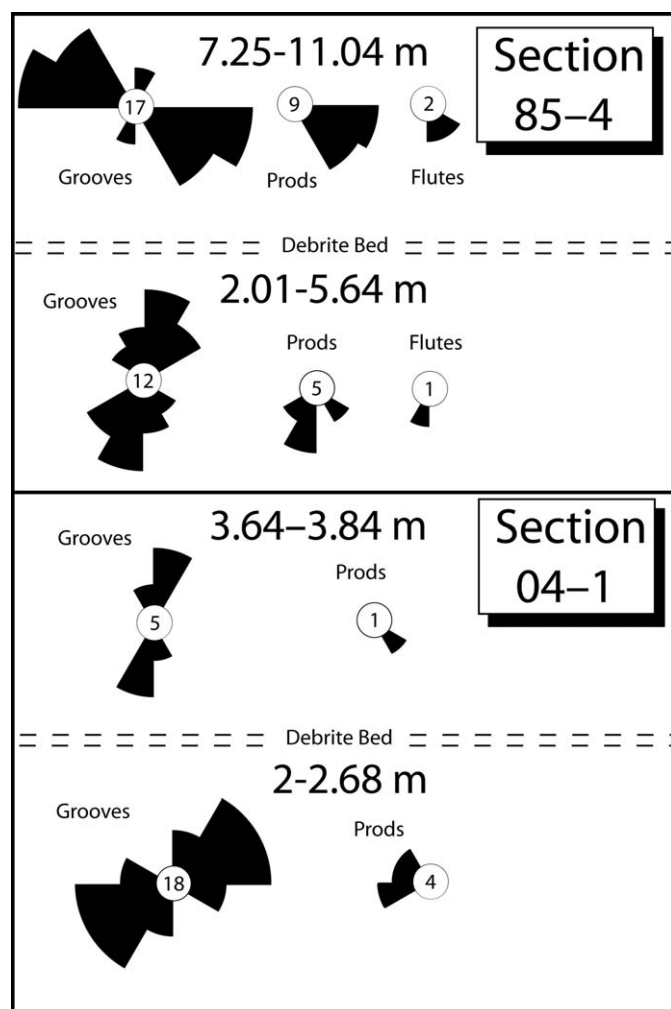 7.25-11.04 m
Section
85–4
17
9
2
Grooves
Prods
Flutes
Debrite Bed
2.01-5.64 m
Grooves
Prods
Flutes
12
5
1
3.64–3.84 m
Section
04–1
Grooves
Prods
5
1
Debrite Bed
2-2.68 m
Grooves
Prods
18
4